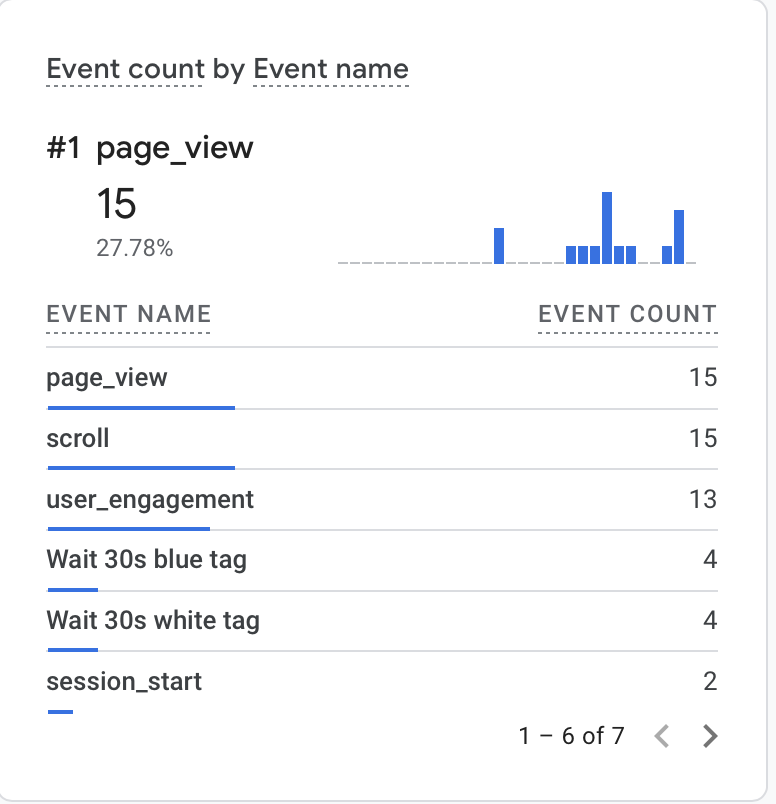 Event count by Event name
#1 page_view
15
27.78%
EVENT NAME EVENT COUNT
page_view 15
scroll 15
user_engagement 13
Wait 30s blue tag 4
Wait 30s white tag 4
session_start 2
1 – 6 of 7